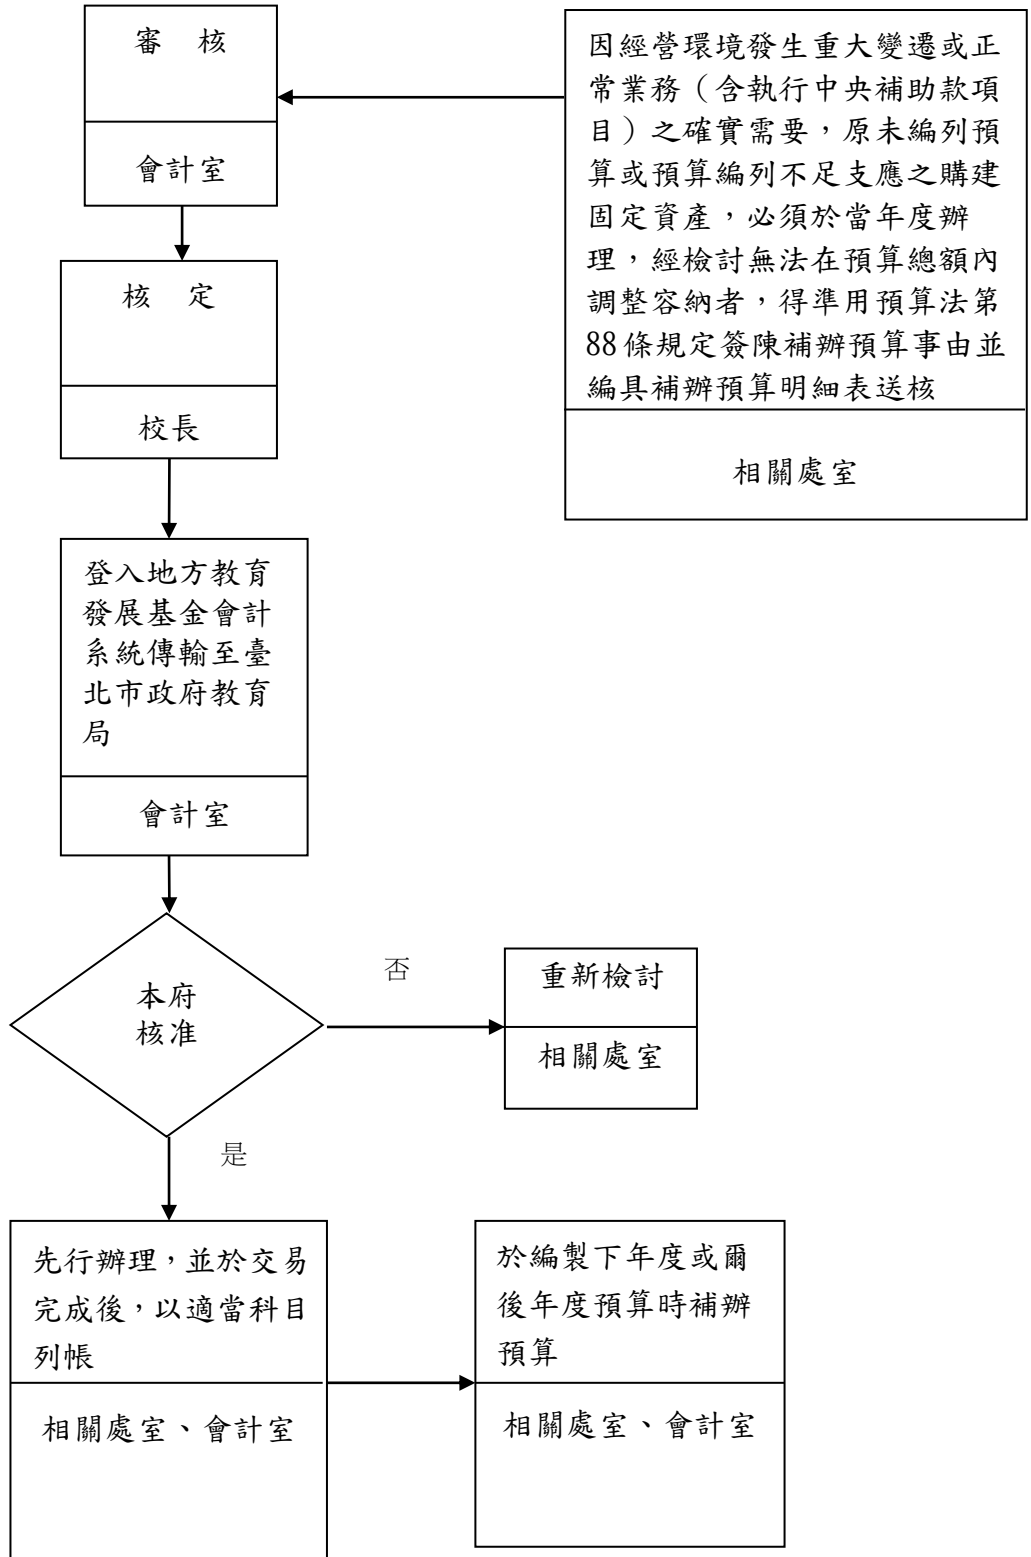 審　核
會計室
因經營環境發生重大變遷或正
常業務（含執行中央補助款項
目）之確實需要，原未編列預
算或預算編列不足支應之購建
固定資產，必須於當年度辦
理，經檢討無法在預算總額內
調整容納者，得準用預算法第
88條規定簽陳補辦預算事由並
編具補辦預算明細表送核
相關處室
核　定
校長
登入地方教育
發展基金會計
系統傳輸至臺
北市政府教育
局
會計室
本府
核准
否
重新檢討
相關處室
是
先行辦理，並於交易
完成後，以適當科目
列帳
相關處室、會計室
於編製下年度或爾
後年度預算時補辦
預算
相關處室、會計室